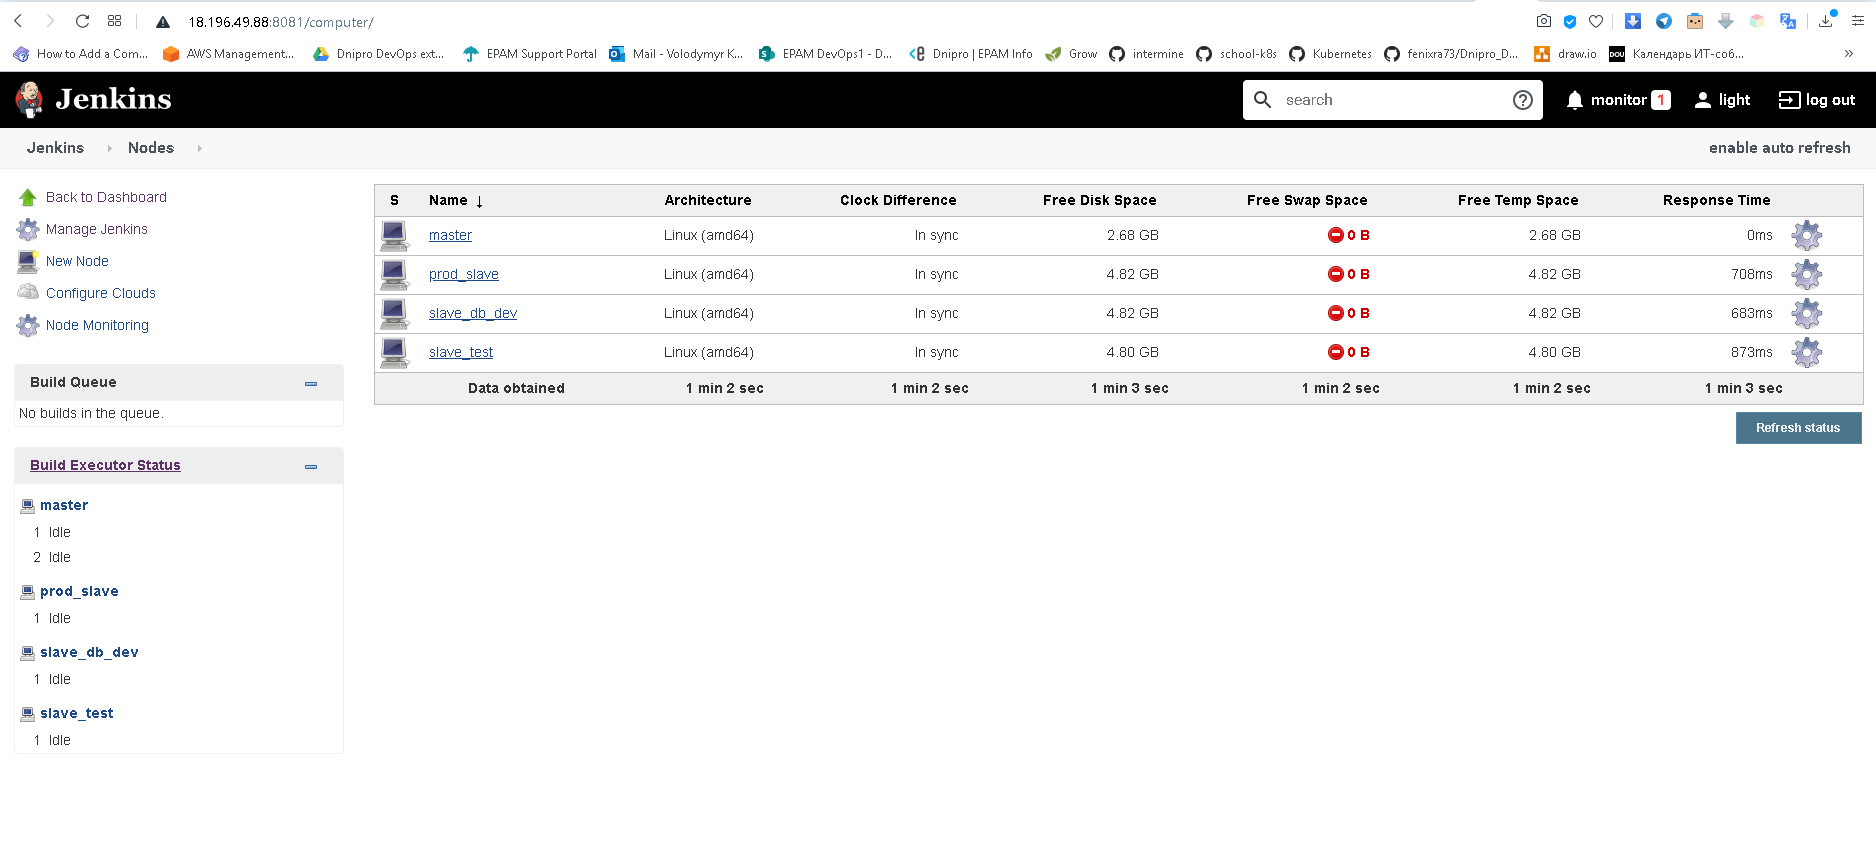 18.196.49.88:8081/computer/
How to Add a Com... AWS Management... Dnipro DevOps ext... EPAM Support Portal Mail - Volodymyr K... EPAM DevOps1 - D... Dnipro | EPAM Info Grow intermine school-k8s Kubernetes fenixra73/Dnipro_D... draw.io DOU Календарь ИТ-соб... »
Jenkins search monitor 1 light log out
Jenkins Nodes enable auto refresh
Back to Dashboard
Manage Jenkins
New Node
Configure Clouds
Node Monitoring
Build Queue
No builds in the queue.
Build Executor Status
master
1 Idle
2 Idle
prod_slave
1 Idle
slave_db_dev
1 Idle
slave_test
1 Idle
S Name ↓ Architecture Clock Difference Free Disk Space Free Swap Space Free Temp Space Response Time
master Linux (amd64) In sync 2.68 GB 0 B 2.68 GB 0ms
prod_slave Linux (amd64) In sync 4.82 GB 0 B 4.82 GB 708ms
slave_db_dev Linux (amd64) In sync 4.82 GB 0 B 4.82 GB 683ms
slave_test Linux (amd64) In sync 4.80 GB 0 B 4.80 GB 873ms
Data obtained 1 min 2 sec 1 min 2 sec 1 min 3 sec 1 min 2 sec 1 min 2 sec 1 min 3 sec
Refresh status